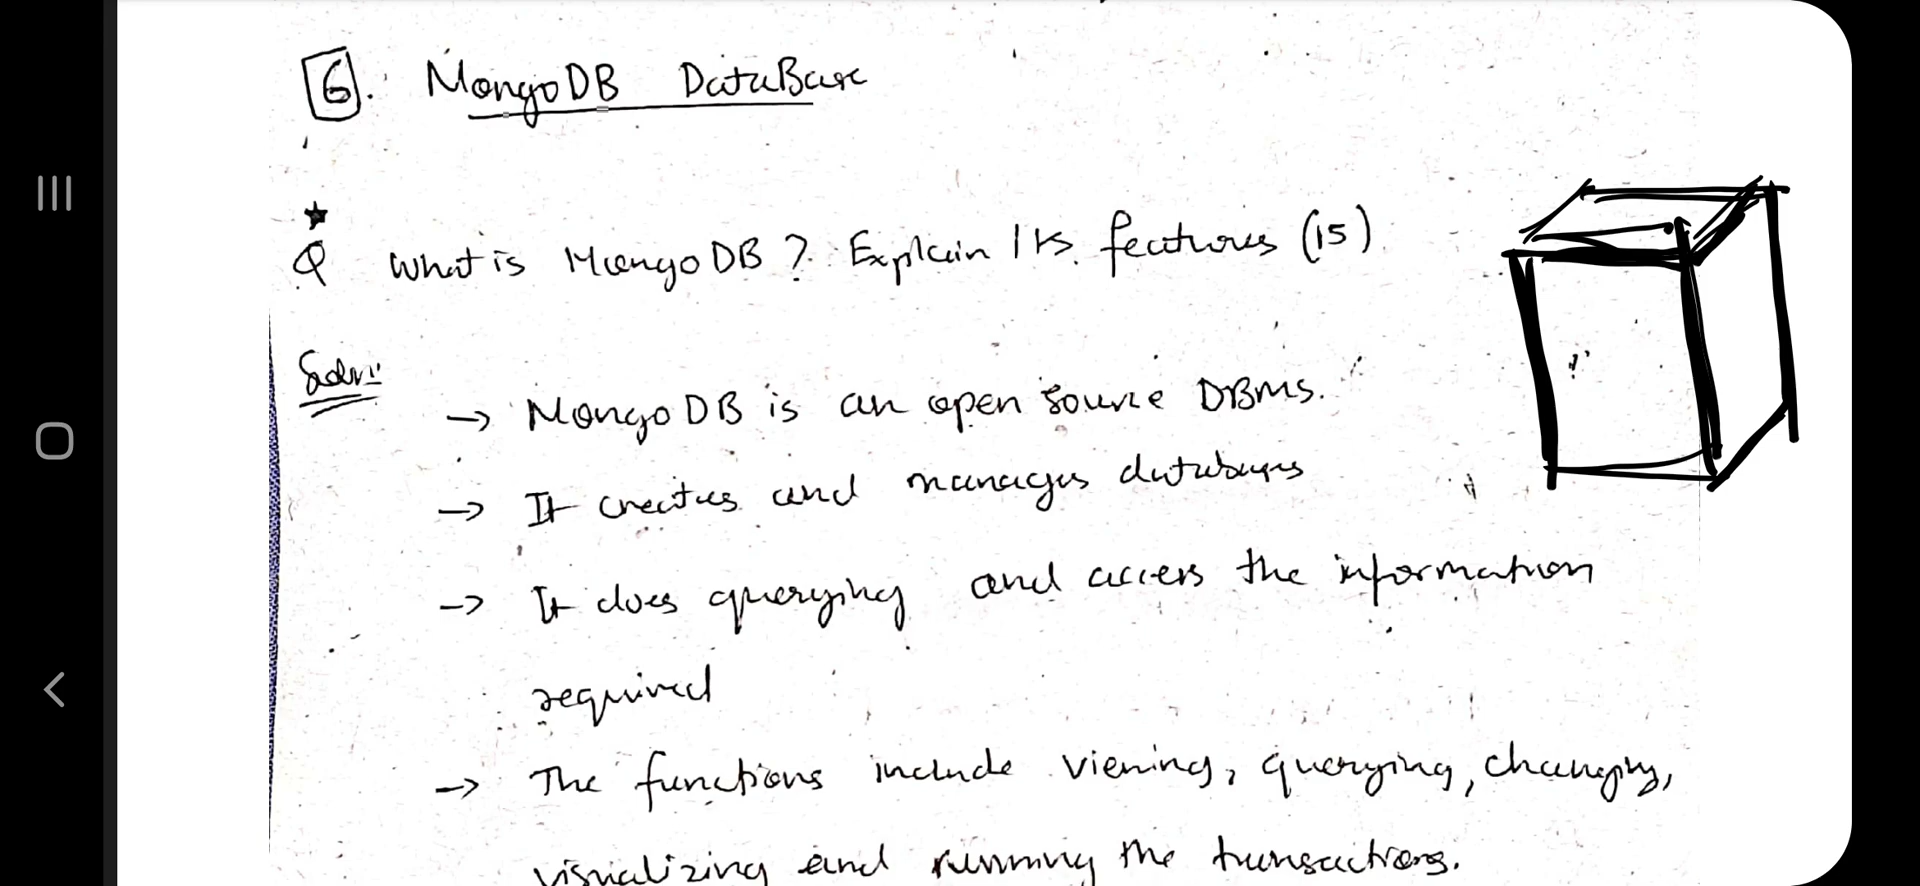 6. MongoDB DataBase
Q What is MongoDB? Explain Its features (15)
Soln:
→ MongoDB is an open source DBMS.
→ It creates and manages databases
→ It does querying and access the information
required
→ The functions include viewing, querying, changing,
visualizing and running the transactions.